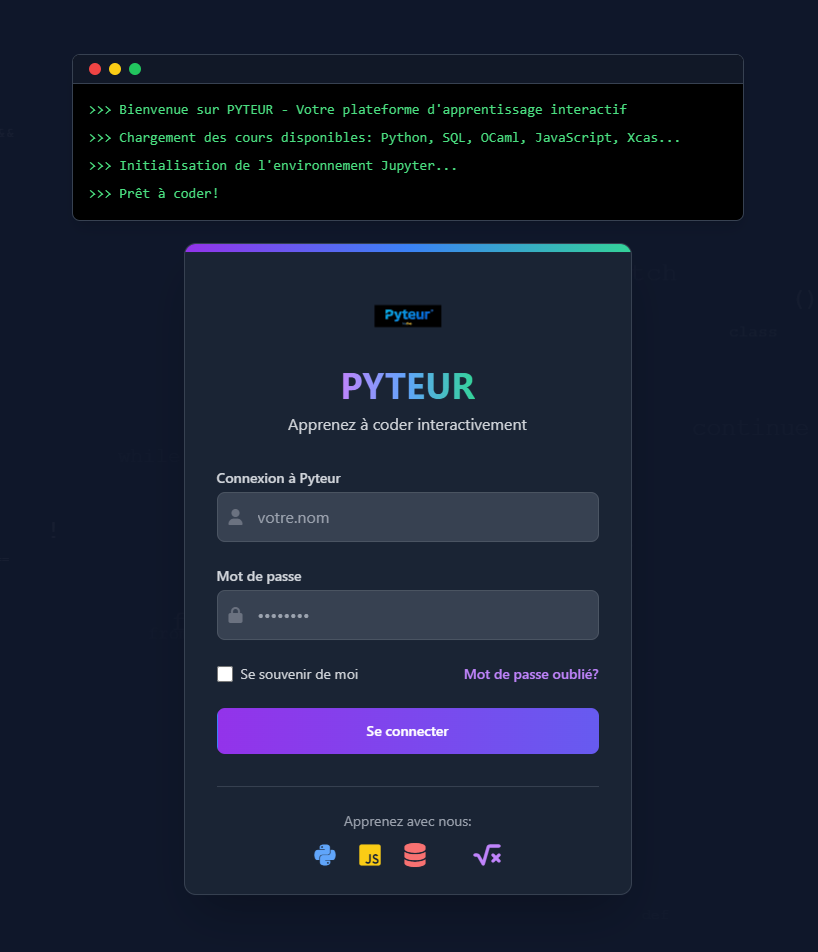 >>> Bienvenue sur PYTEUR - Votre plateforme d'apprentissage interactif
>>> Chargement des cours disponibles: Python, SQL, OCaml, JavaScript, Xcas...
>>> Initialisation de l'environnement Jupyter...
>>> Prêt à coder!
Pyteur
PYTEUR
Apprenez à coder interactivement
Connexion à Pyteur
votre.nom
Mot de passe
••••••••
Se souvenir de moi
Mot de passe oublié?
Se connecter
Apprenez avec nous:
JS
√x